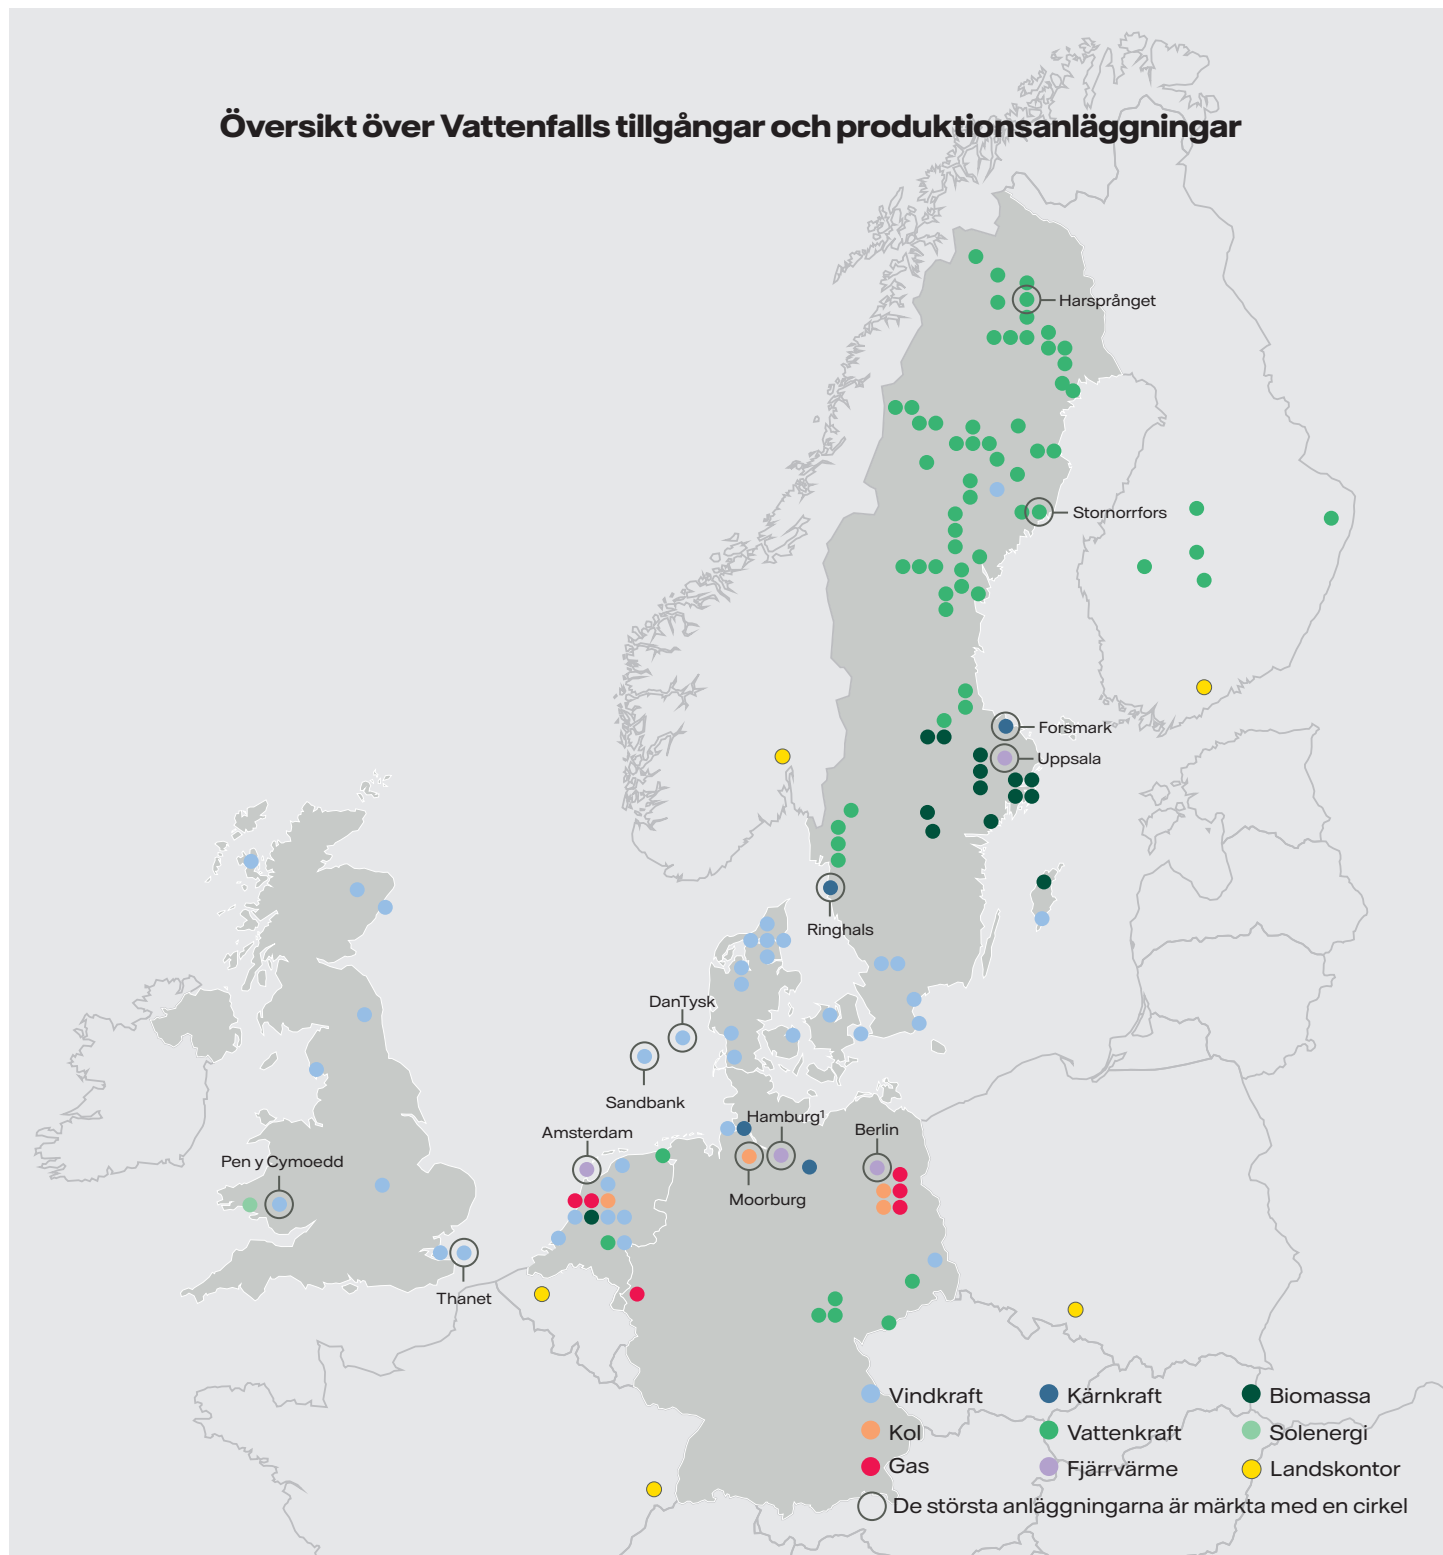 Översikt över Vattenfalls tillgångar och produktionsanläggningar
Harsprånget
Stornorrfors
Forsmark
Uppsala
Ringhals
DanTysk
Sandbank
Hamburg¹
Amsterdam
Berlin
Pen y Cymoedd
Moorburg
Thanet
Vindkraft
Kärnkraft
Biomassa
Kol
Vattenkraft
Solenergi
Gas
Fjärrvärme
Landskontor
De största anläggningarna är märkta med en cirkel